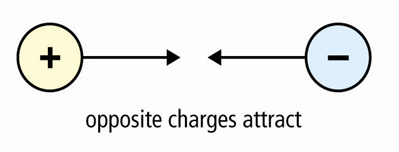 + −
opposite charges attract